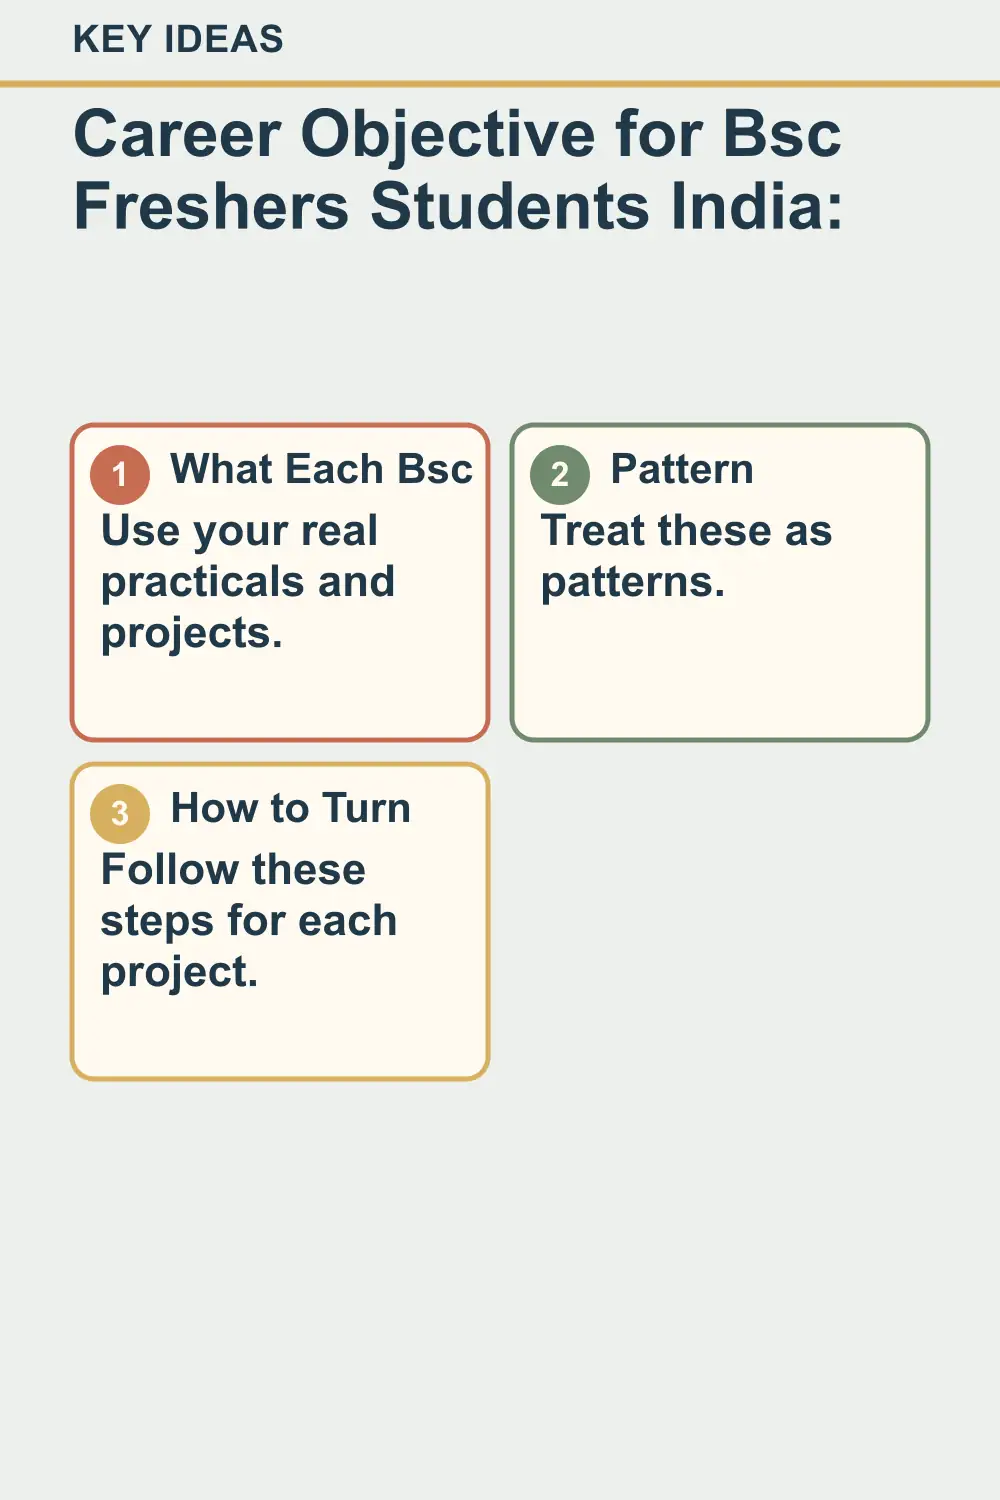 KEY IDEAS
Career Objective for Bsc
Freshers Students India:
1 What Each Bsc
Use your real
practicals and
projects.
2 Pattern
Treat these as
patterns.
3 How to Turn
Follow these
steps for each
project.